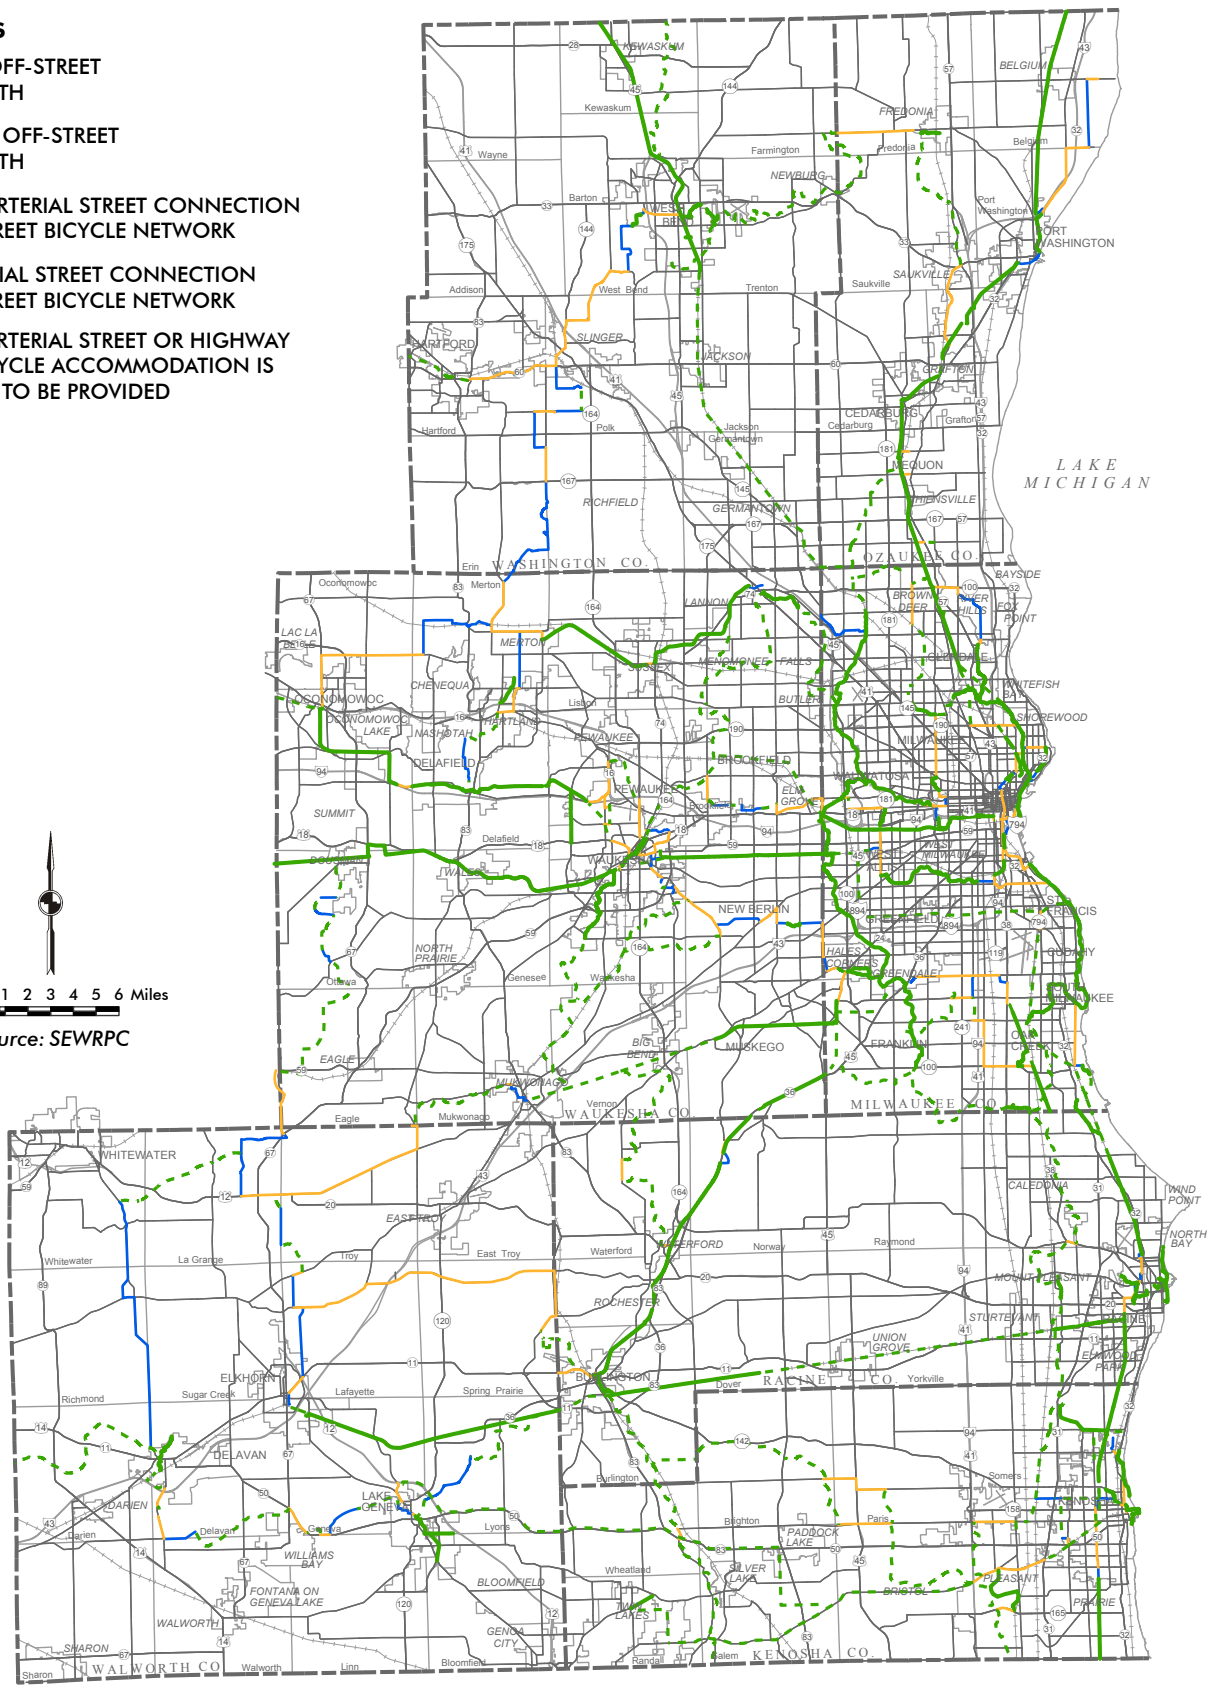 S
OFF-STREET
TH
OFF-STREET
TH
RTERIAL STREET CONNECTION
REET BICYCLE NETWORK
IAL STREET CONNECTION
REET BICYCLE NETWORK
RTERIAL STREET OR HIGHWAY
YCLE ACCOMMODATION IS
TO BE PROVIDED
1 2 3 4 5 6 Miles
urce: SEWRPC
LAKE
MICHIGAN
KEWASKUM
Kewaskum
Wayne
Barton
WEST
BEND
Farmington
NEWBURG
Addison
West Bend
Trenton
SLINGER
HARTFORD
JACKSON
Hartford
Polk
Jackson
Germantown
RICHFIELD
GERMANTOWN
Erin
WASHINGTON CO.
BELGIUM
FREDONIA
Fredonia
Belgium
Port
Washington
PORT
WASHINGTON
SAUKVILLE
Saukville
GRAFTON
CEDARBURG
Cedarburg
Grafton
MEQUON
THIENSVILLE
OZAUKEE CO.
BAYSIDE
BROWN
DEER
RIVER
HILLS
FOX
POINT
GLENDALE
WHITEFISH
BAY
SHOREWOOD
MILWAUKEE
WAUWATOSA
WEST
MILWAUKEE
WEST
ALLIS
ST.
FRANCIS
GREENFIELD
CUDAHY
HALES
CORNERS
GREENDALE
SOUTH
MILWAUKEE
FRANKLIN
OAK
CREEK
MILWAUKEE CO.
Oconomowoc
Merton
LAC LA
BELLE
MERTON
LANNON
SUSSEX
MENOMONEE FALLS
BUTLER
CHENEQUA
OCONOMOWOC
OCONOMOWOC
LAKE
NASHOTAH
HARTLAND
Lisbon
PEWAUKEE
DELAFIELD
BROOKFIELD
PEWAUKEE
Brookfield
ELM
GROVE
SUMMIT
Delafield
DOUSMAN
WALES
WAUKESHA
NEW BERLIN
NORTH
PRAIRIE
Ottawa
Genesee
Waukesha
EAGLE
BIG
BEND
MUSKEGO
MUKWONAGO
Eagle
Mukwonago
Vernon
WAUKESHA CO.
WHITEWATER
EAST TROY
Whitewater
La Grange
Troy
East Troy
ELKHORN
Richmond
Sugar Creek
Lafayette
Spring Prairie
DELAVAN
DARIEN
Darien
Delavan
LAKE
GENEVA
Geneva
Lyons
WILLIAMS
BAY
FONTANA ON
GENEVA LAKE
BLOOMFIELD
WALWORTH
GENOA
CITY
SHARON
Sharon
WALWORTH CO.
Walworth
Linn
Bloomfield
CALEDONIA
WIND
POINT
NORTH
BAY
Waterford
WATERFORD
Norway
Raymond
ROCHESTER
MOUNT PLEASANT
STURTEVANT
RACINE
UNION
GROVE
ELMWOOD
PARK
BURLINGTON
Dover
RACINE CO.
Yorkville
Burlington
Somers
KENOSHA
Brighton
Paris
PADDOCK
LAKE
Wheatland
SILVER
LAKE
BRISTOL
PLEASANT
PRAIRIE
TWIN
LAKES
Randall
Salem
KENOSHA CO.